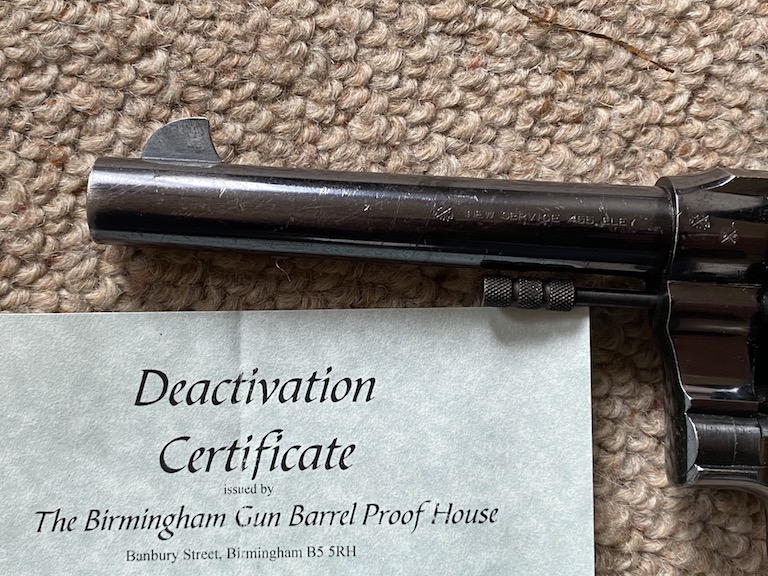 NEW SERVICE 455 ELEY
Deactivation
Certificate
issued by
The Birmingham Gun Barrel Proof House
Banbury Street, Birmingham B5 5RH